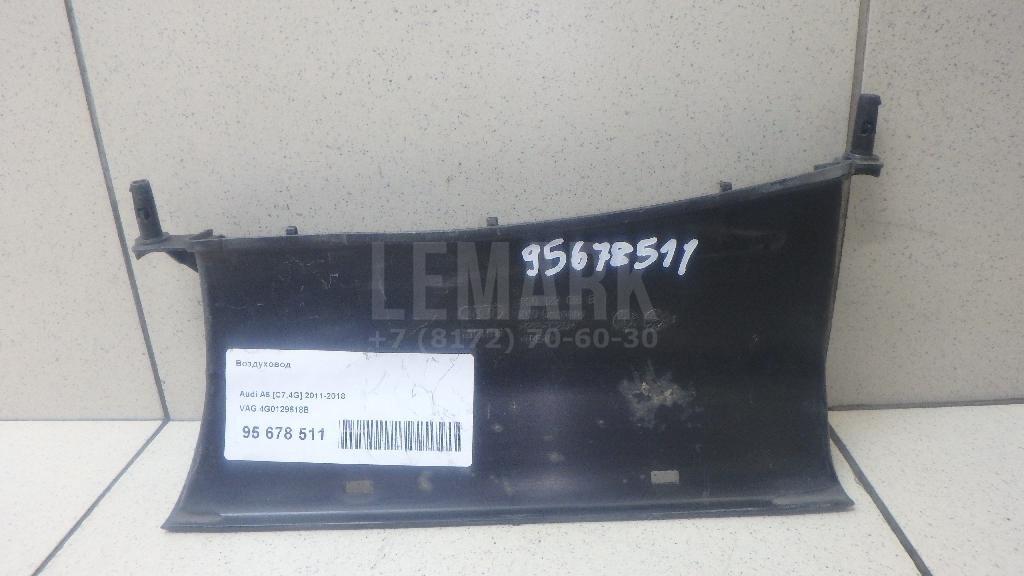 95678511
LEMARK
+7 (8172) 70-60-30
Воздуховод
Audi A6 [C7,4G] 2011-2018
VAG 4G0129618B
95 678 511